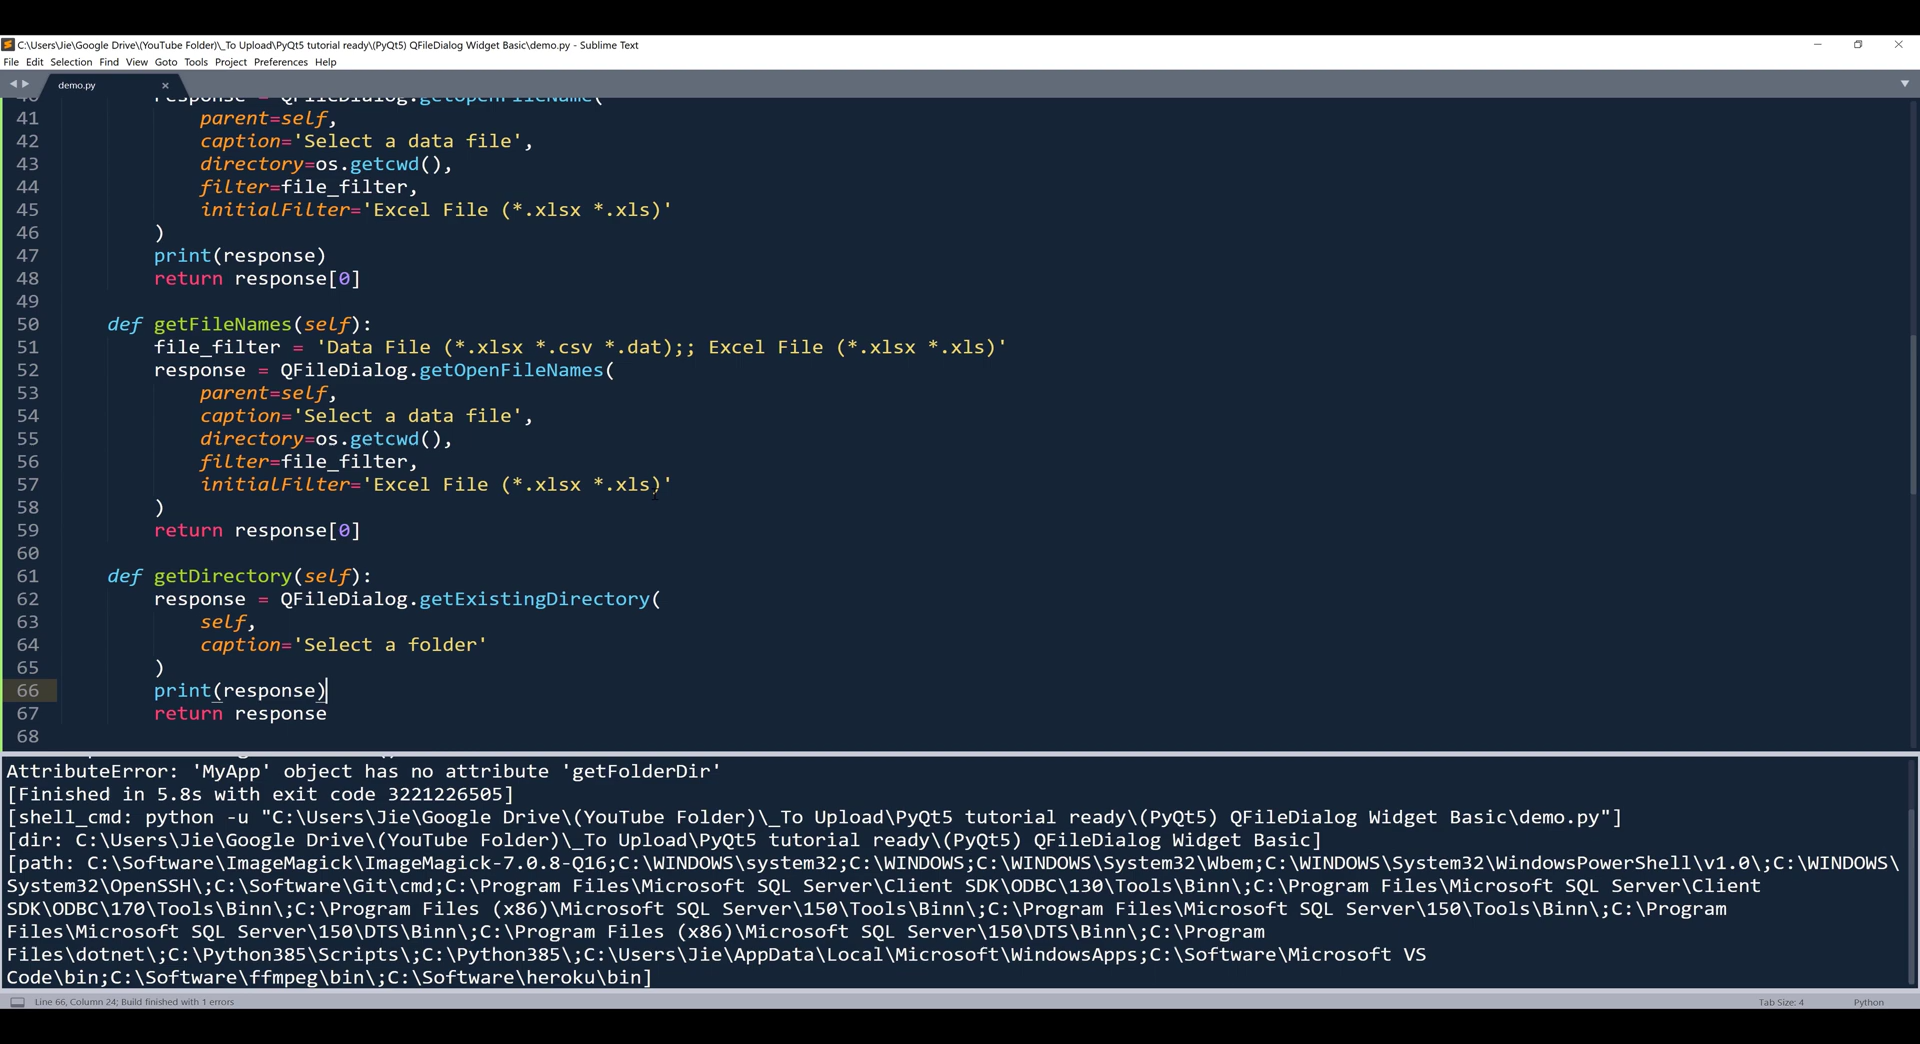 C:\Users\Jie\Google Drive\(YouTube Folder)\_To Upload\PyQt5 tutorial ready\(PyQt5) QFileDialog Widget Basic\demo.py - Sublime Text
File Edit Selection Find View Goto Tools Project Preferences Help
demo.py
40 response = QFileDialog.getOpenFileName(
41 parent=self,
42 caption='Select a data file',
43 directory=os.getcwd(),
44 filter=file_filter,
45 initialFilter='Excel File (*.xlsx *.xls)'
46 )
47 print(response)
48 return response[0]
49
50 def getFileNames(self):
51 file_filter = 'Data File (*.xlsx *.csv *.dat);; Excel File (*.xlsx *.xls)'
52 response = QFileDialog.getOpenFileNames(
53 parent=self,
54 caption='Select a data file',
55 directory=os.getcwd(),
56 filter=file_filter,
57 initialFilter='Excel File (*.xlsx *.xls)'
58 )
59 return response[0]
60
61 def getDirectory(self):
62 response = QFileDialog.getExistingDirectory(
63 self,
64 caption='Select a folder'
65 )
66 print(response)
67 return response
68
AttributeError: 'MyApp' object has no attribute 'getFolderDir'
[Finished in 5.8s with exit code 3221226505]
[shell_cmd: python -u "C:\Users\Jie\Google Drive\(YouTube Folder)\_To Upload\PyQt5 tutorial ready\(PyQt5) QFileDialog Widget Basic\demo.py"]
[dir: C:\Users\Jie\Google Drive\(YouTube Folder)\_To Upload\PyQt5 tutorial ready\(PyQt5) QFileDialog Widget Basic]
[path: C:\Software\ImageMagick\ImageMagick-7.0.8-Q16;C:\WINDOWS\system32;C:\WINDOWS;C:\WINDOWS\System32\Wbem;C:\WINDOWS\System32\WindowsPowerShell\v1.0\;C:\WINDOWS\
System32\OpenSSH\;C:\Software\Git\cmd;C:\Program Files\Microsoft SQL Server\Client SDK\ODBC\130\Tools\Binn\;C:\Program Files\Microsoft SQL Server\Client
SDK\ODBC\170\Tools\Binn\;C:\Program Files (x86)\Microsoft SQL Server\150\Tools\Binn\;C:\Program Files\Microsoft SQL Server\150\Tools\Binn\;C:\Program
Files\Microsoft SQL Server\150\DTS\Binn\;C:\Program Files (x86)\Microsoft SQL Server\150\DTS\Binn\;C:\Program
Files\dotnet\;C:\Python385\Scripts\;C:\Python385\;C:\Users\Jie\AppData\Local\Microsoft\WindowsApps;C:\Software\Microsoft VS
Code\bin;C:\Software\ffmpeg\bin\;C:\Software\heroku\bin]
Line 66, Column 24; Build finished with 1 errors Tab Size: 4 Python